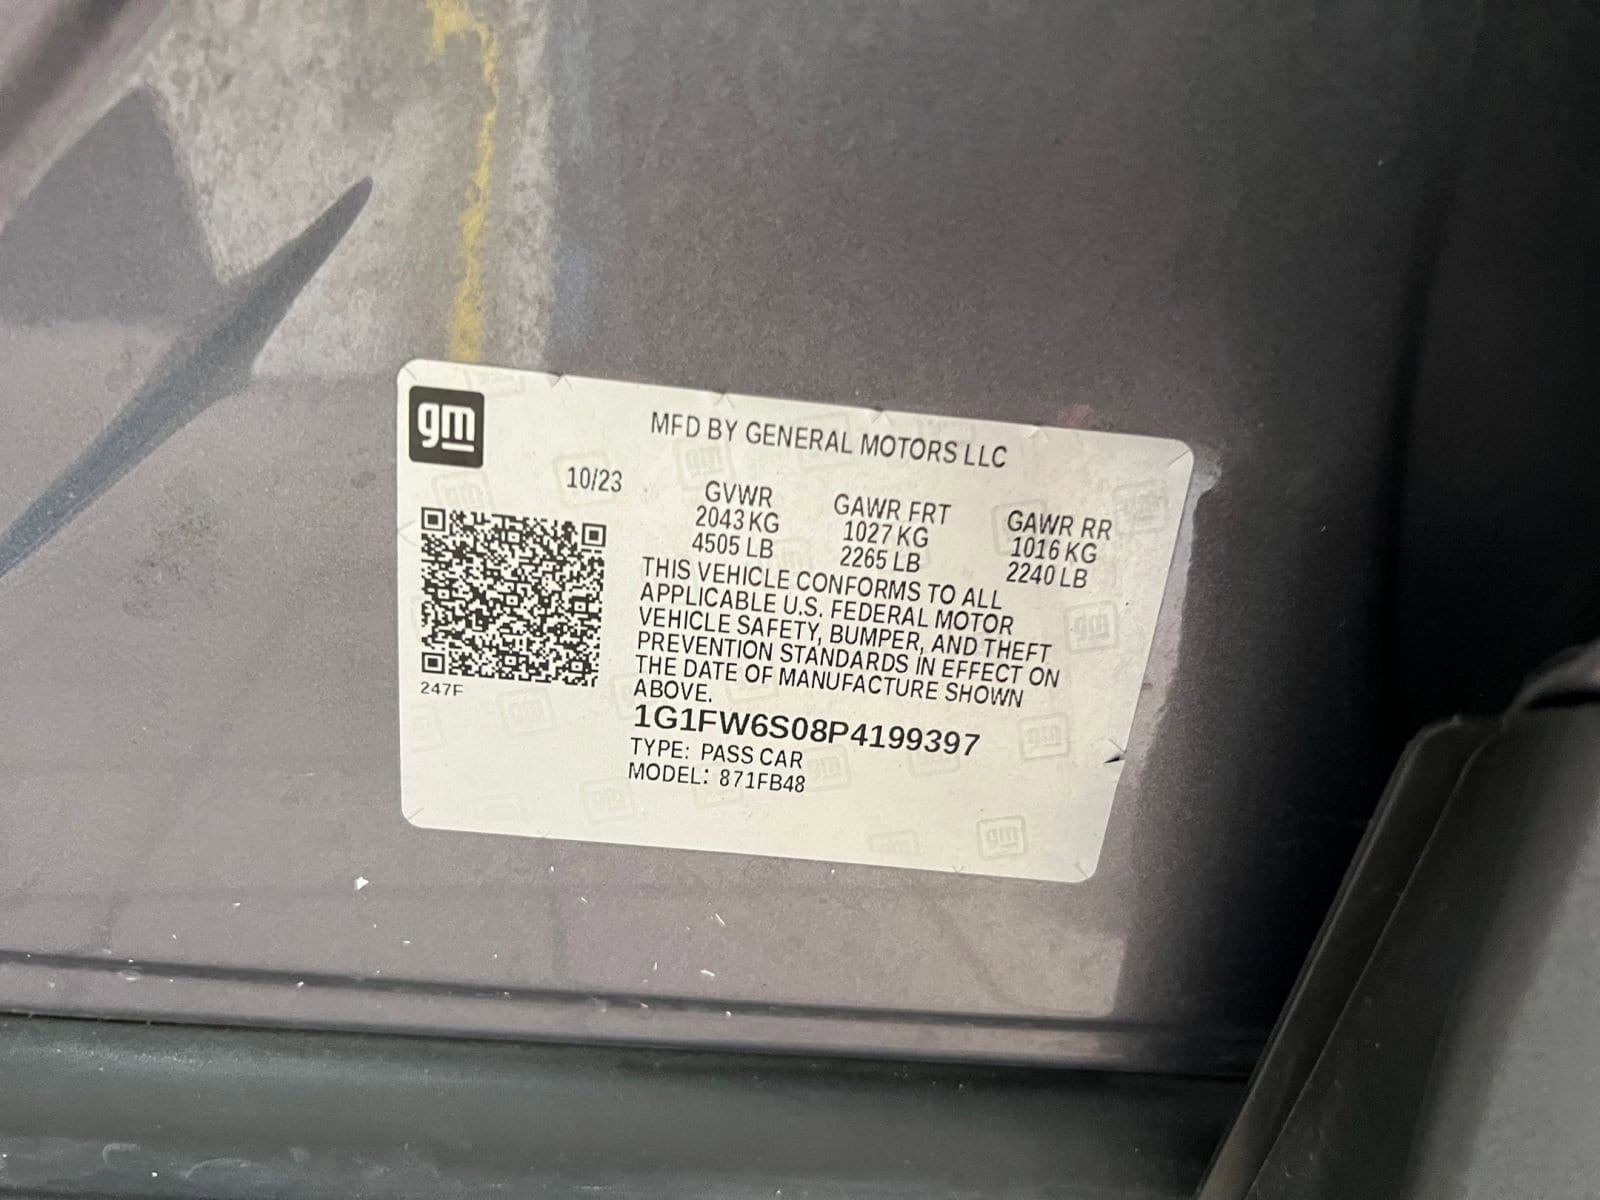 gm
MFD BY GENERAL MOTORS LLC
10/23
GVWR
2043 KG
4505 LB
GAWR FRT
1027 KG
2265 LB
GAWR RR
1016 KG
2240 LB
THIS VEHICLE CONFORMS TO ALL
APPLICABLE U.S. FEDERAL MOTOR
VEHICLE SAFETY, BUMPER, AND THEFT
PREVENTION STANDARDS IN EFFECT ON
THE DATE OF MANUFACTURE SHOWN
ABOVE.
1G1FW6S08P4199397
TYPE: PASS CAR
MODEL: 871FB48
247F